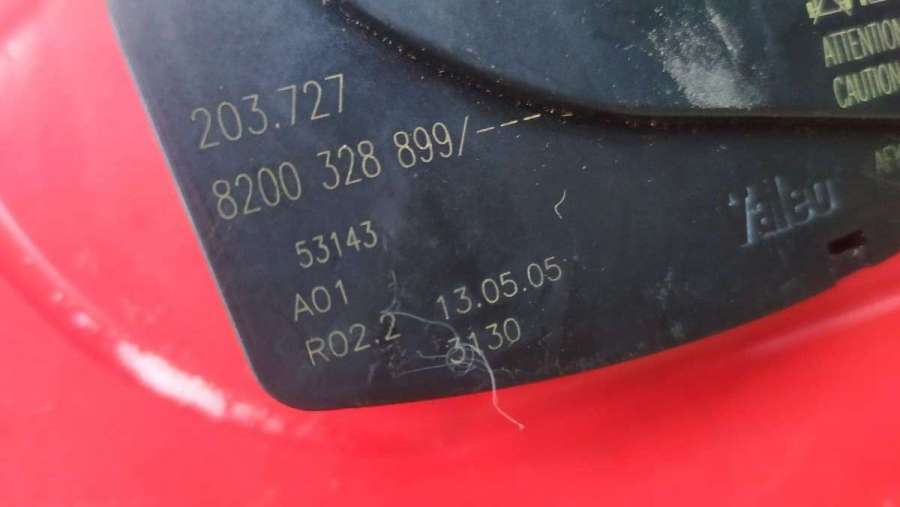 203.727
8200 328 899/----
53143
A01
R02.2 13.05.05
3130
ATTENTION
CAUTION
Valeo